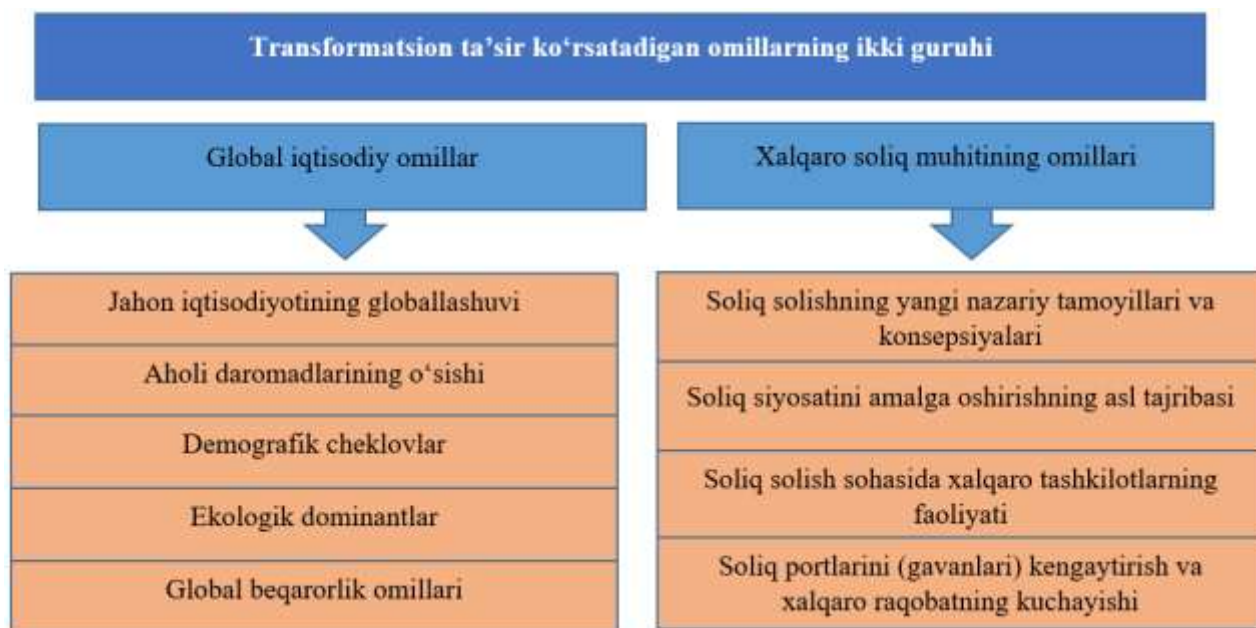 Transformatsion ta’sir ko‘rsatadigan omillarning ikki guruhi
Global iqtisodiy omillar
Xalqaro soliq muhitining omillari
Jahon iqtisodiyotining globallashuvi
Aholi daromadlarining o‘sishi
Demografik cheklovlar
Ekologik dominantlar
Global beqarorlik omillari
Soliq solishning yangi nazariy tamoyillari va
konsepsiyalari
Soliq siyosatini amalga oshirishning asl tajribasi
Soliq solish sohasida xalqaro tashkilotlarning
faoliyati
Soliq portlarini (gavanlari) kengaytirish va
xalqaro raqobatning kuchayishi